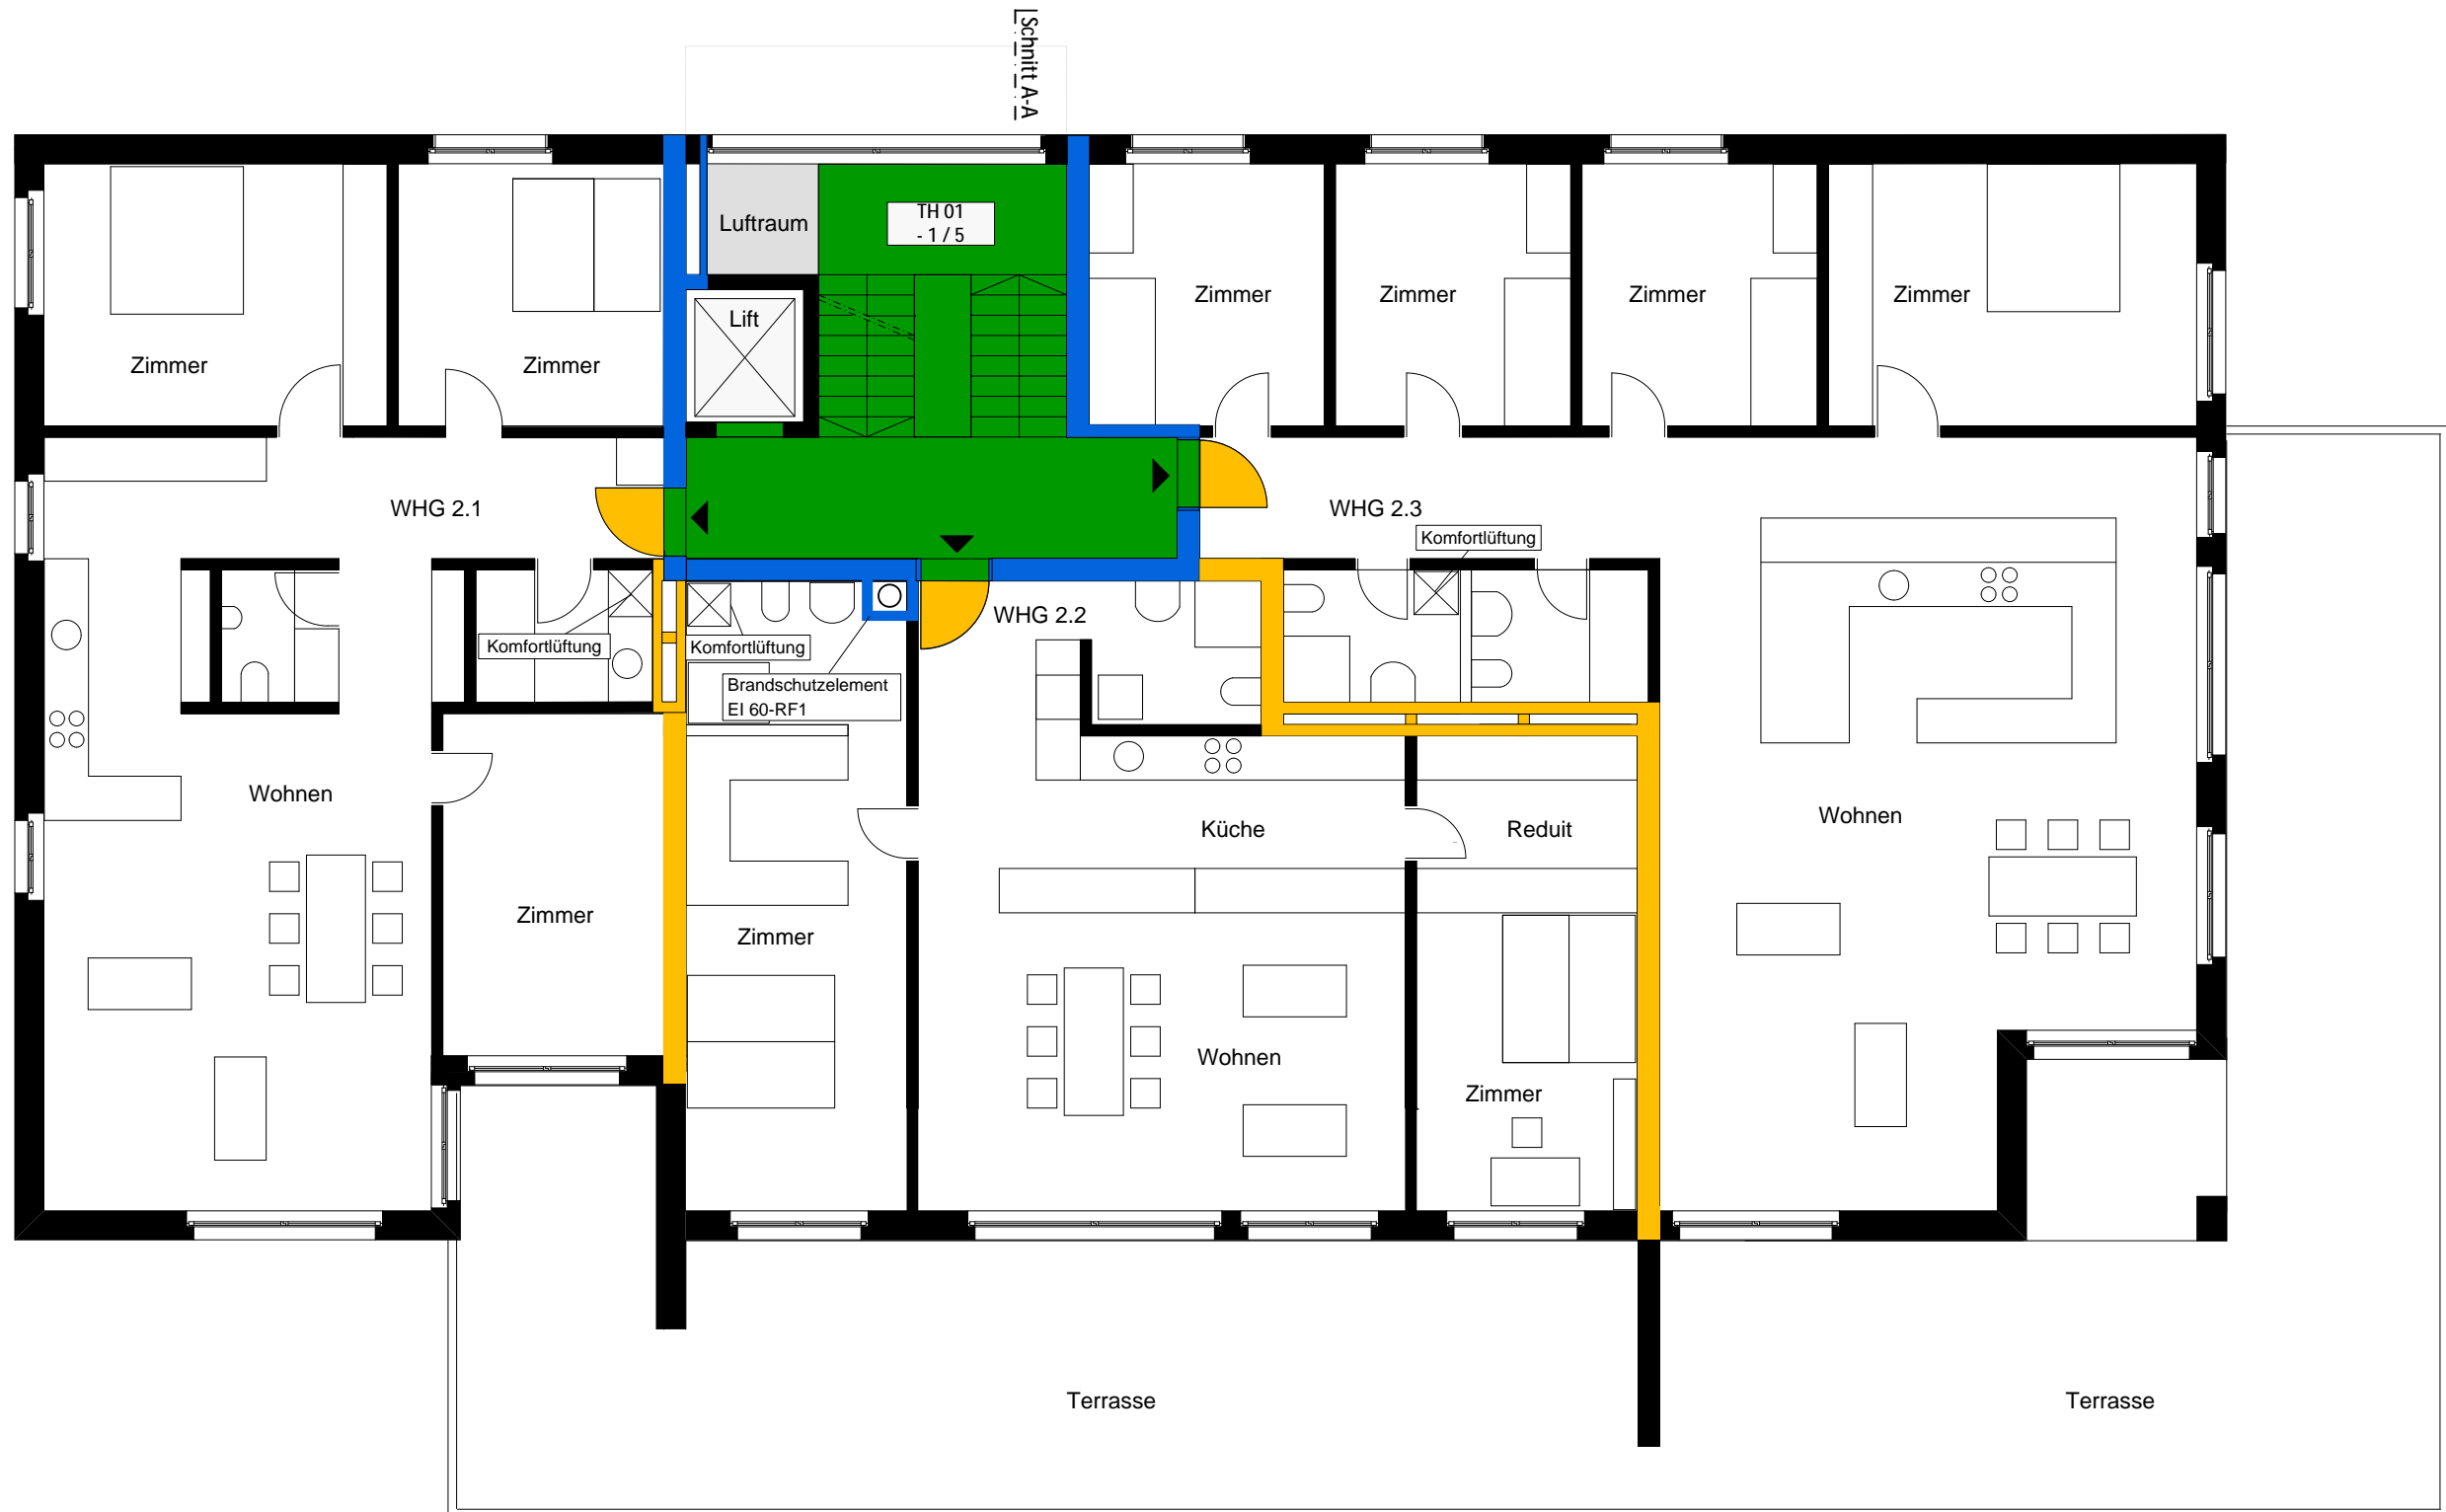 Schnitt A-A
TH 01
- 1 / 5
Luftraum
Lift
Zimmer
Zimmer
Zimmer
Zimmer
Zimmer
Zimmer
WHG 2.1
WHG 2.3
Komfortlüftung
WHG 2.2
Komfortlüftung
Komfortlüftung
Brandschutzelement
EI 60-RF1
Wohnen
Küche
Reduit
Wohnen
Zimmer
Zimmer
Wohnen
Zimmer
Terrasse
Terrasse